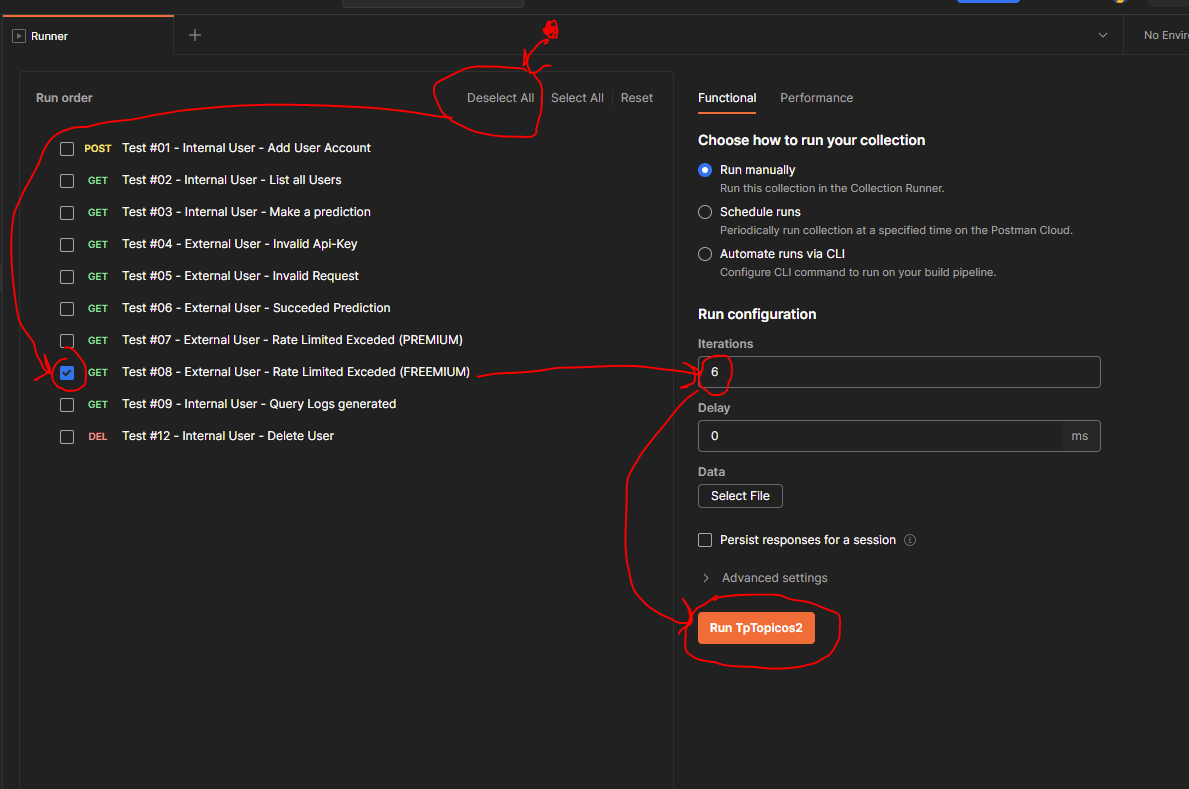 Runner
No Envir
Run order
Deselect All Select All Reset
POST Test #01 - Internal User - Add User Account
GET Test #02 - Internal User - List all Users
GET Test #03 - Internal User - Make a prediction
GET Test #04 - External User - Invalid Api-Key
GET Test #05 - External User - Invalid Request
GET Test #06 - External User - Succeded Prediction
GET Test #07 - External User - Rate Limited Exceded (PREMIUM)
GET Test #08 - External User - Rate Limited Exceded (FREEMIUM)
GET Test #09 - Internal User - Query Logs generated
DEL Test #12 - Internal User - Delete User
Functional Performance
Choose how to run your collection
Run manually
Run this collection in the Collection Runner.
Schedule runs
Periodically run collection at a specified time on the Postman Cloud.
Automate runs via CLI
Configure CLI command to run on your build pipeline.
Run configuration
Iterations
6
Delay
0 ms
Data
Select File
Persist responses for a session
Advanced settings
Run TpTopicos2